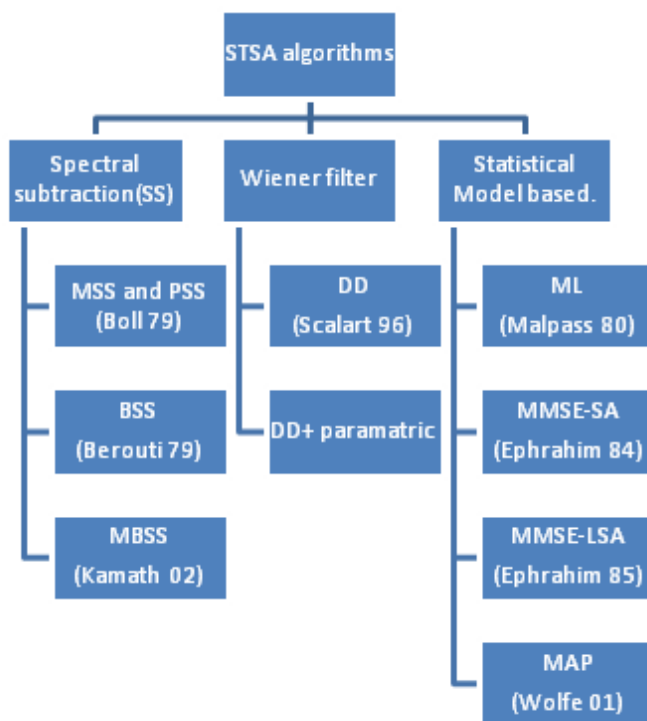 STSA algorithms
Spectral
subtraction(SS)
Wiener filter
Statistical
Model based.
MSS and PSS
(Boll 79)
BSS
(Berouti 79)
MBSS
(Kamath 02)
DD
(Scalart 96)
DD+ paramatric
ML
(Malpass 80)
MMSE-SA
(Ephrahim 84)
MMSE-LSA
(Ephrahim 85)
MAP
(Wolfe 01)